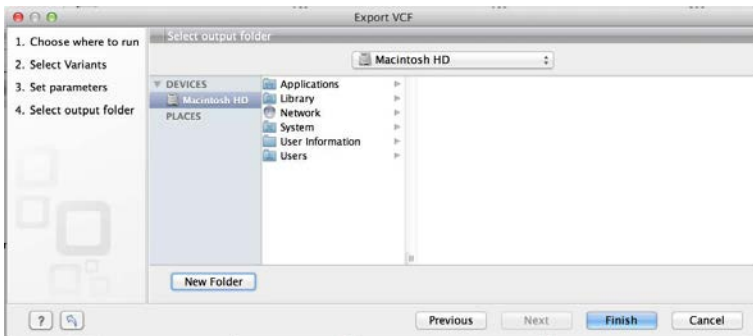 Export VCF
1. Choose where to run
2. Select Variants
3. Set parameters
4. Select output folder
Select output folder
Macintosh HD
DEVICES
Macintosh HD
PLACES
Applications
Library
Network
System
User Information
Users
New Folder
?
Previous
Next
Finish
Cancel